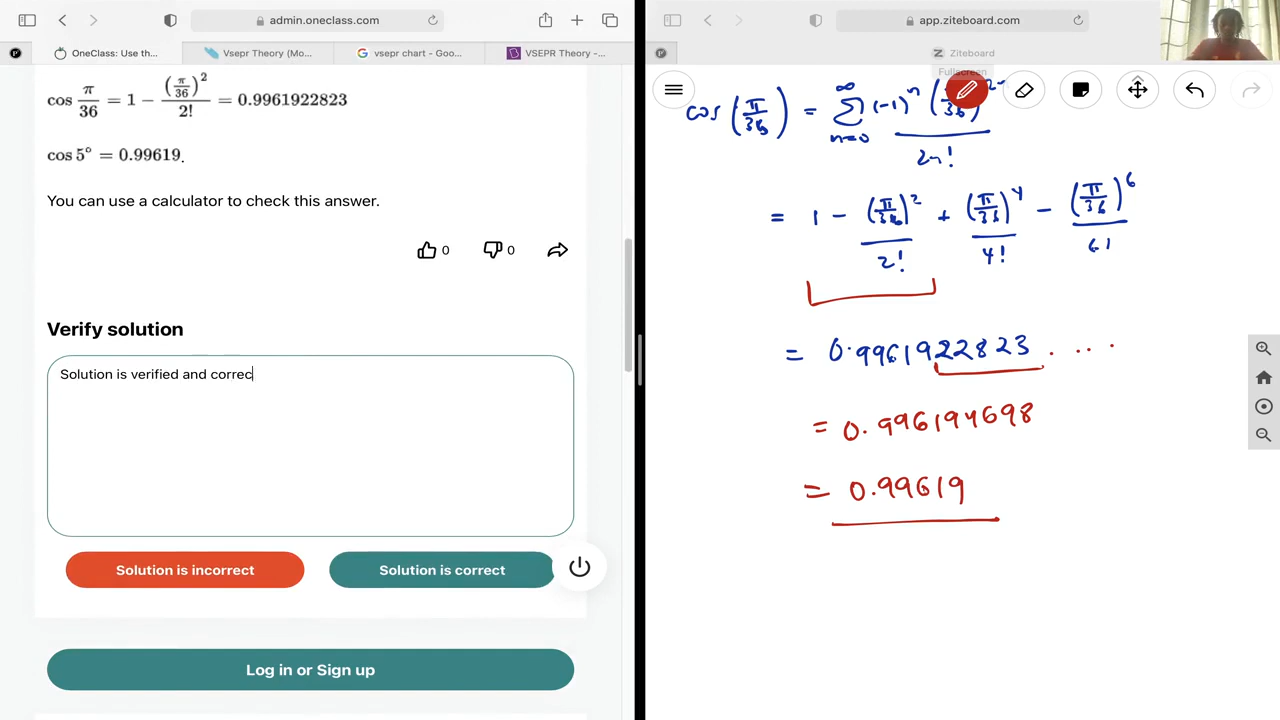 admin.oneclass.com
OneClass: Use th...
Vsepr Theory (Mo...
vsepr chart - Goo...
VSEPR Theory -...
cos π/36 = 1 − (π/36)²/2! = 0.9961922823
cos 5° = 0.99619.
You can use a calculator to check this answer.
0
0
Verify solution
Solution is verified and correc
Solution is incorrect
Solution is correct
Log in or Sign up
app.ziteboard.com
Ziteboard
Fullscreen
cos (π/36) = ∞ Σ n=0 (-1)ⁿ (π/36)²ⁿ / 2n!
= 1 − (π/36)²/2! + (π/36)⁴/4! − (π/36)⁶/6!
= 0.9961922823 . . . .
= 0.996194698
= 0.99619